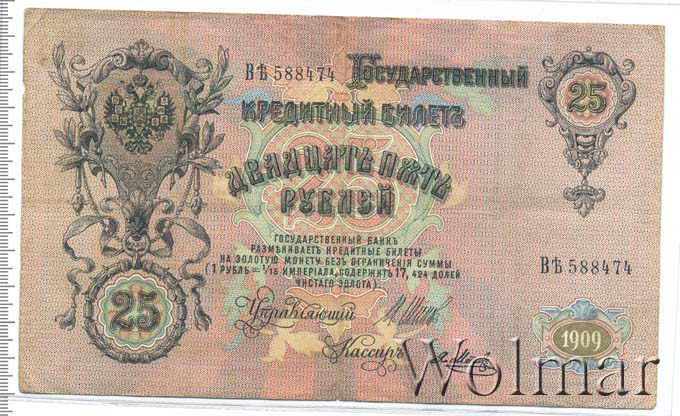 ВѢ 588474 Государственный
Кредитный Билетъ
25
Двадцать Пять
Рублей
Государственный Банкъ
размѣниваетъ кредитные билеты
на золотую монету безъ ограниченія суммы
(1 рубль = 1/15 имперіала, содержитъ 17,424 долей
чистаго золота)
ВѢ 588474
25
Управляющій
Кассиръ
1909
Wolmar